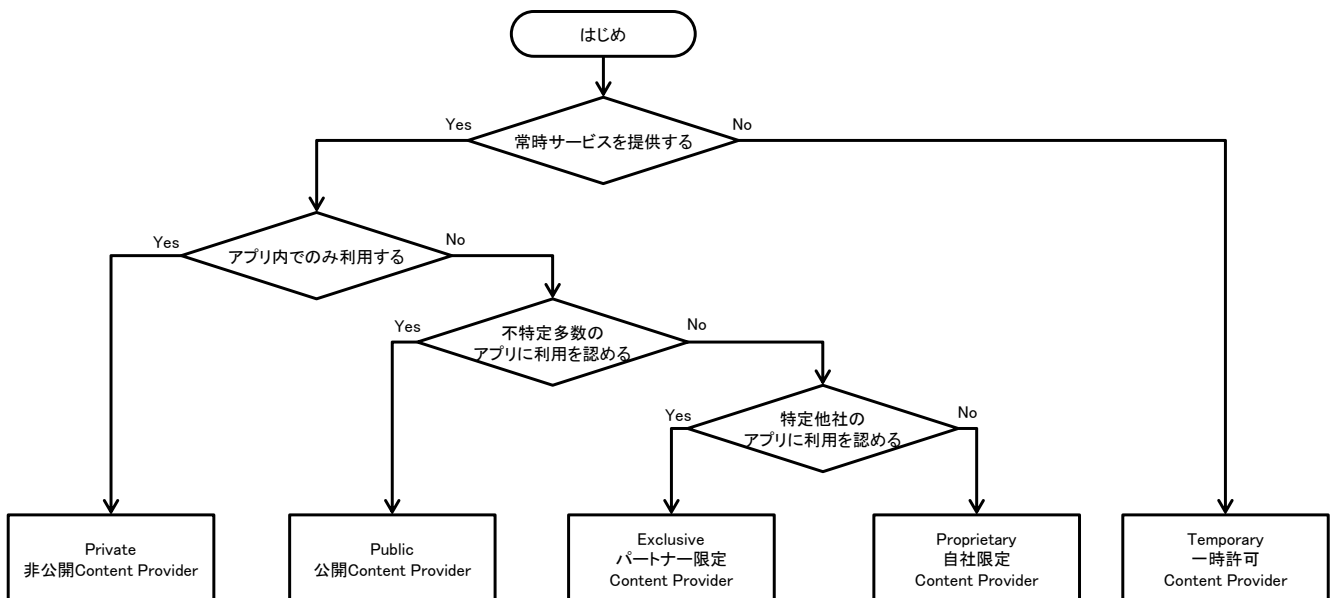 はじめ
Yes
No
常時サービスを提供する
Yes
No
アプリ内でのみ利用する
Yes
No
不特定多数の
アプリに利用を認める
Yes
No
特定他社の
アプリに利用を認める
Private
非公開Content Provider
Public
公開Content Provider
Exclusive
パートナー限定
Content Provider
Proprietary
自社限定
Content Provider
Temporary
一時許可
Content Provider